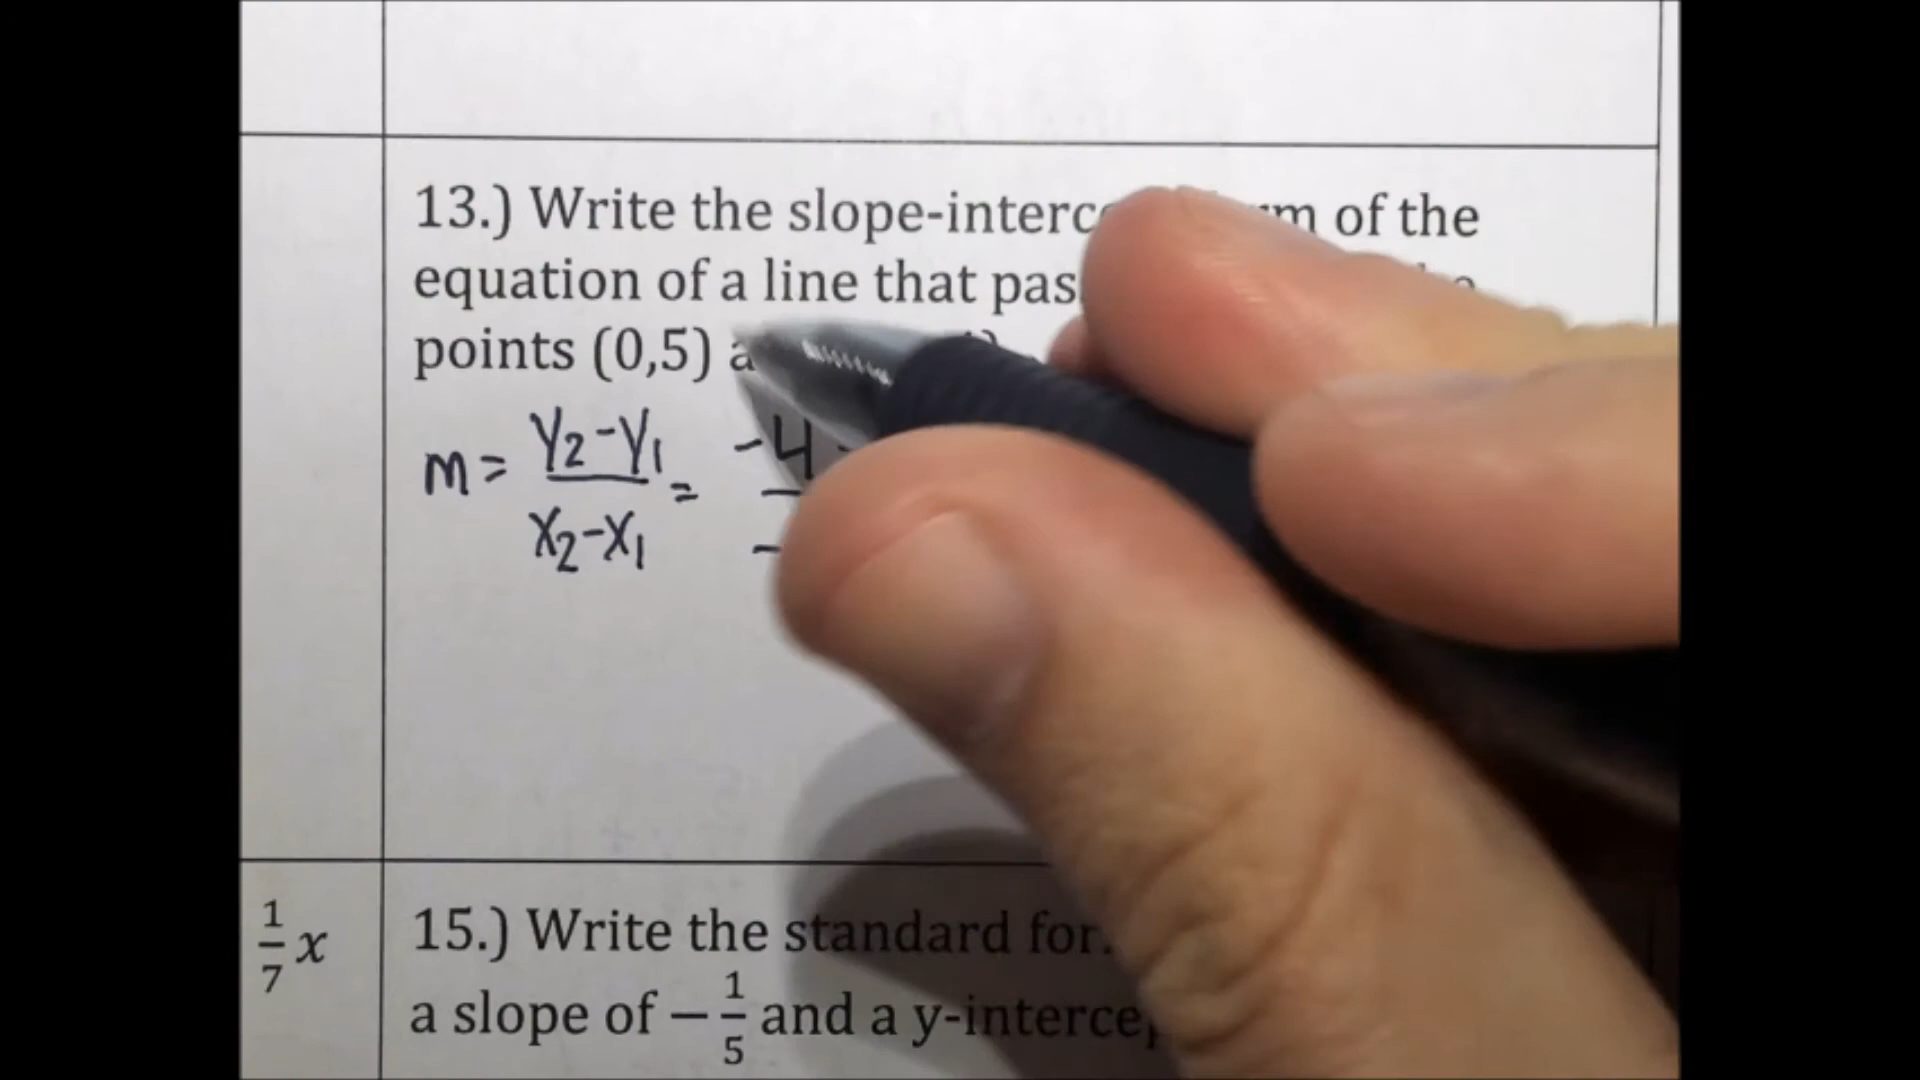 13.) Write the slope-interc m of the
equation of a line that pas
points (0,5)
m = Y2-Y1 / X2-X1 = -4 - / -
1/7 x
15.) Write the standard for
a slope of -1/5 and a y-interce